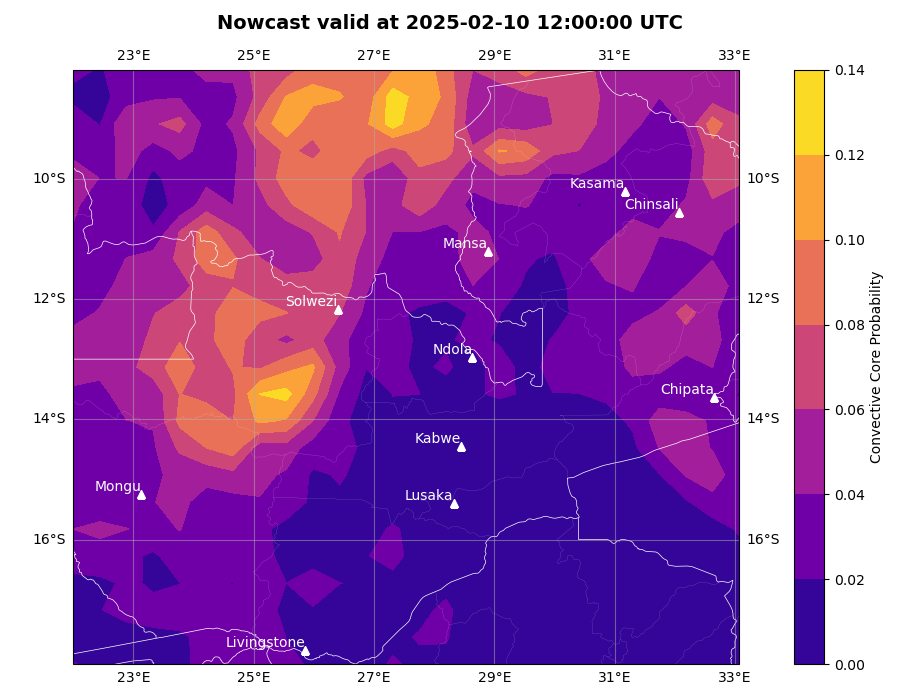 Nowcast valid at 2025-02-10 12:00:00 UTC
23°E 25°E 27°E 29°E 31°E 33°E
0.14
0.12
10°S Kasama 10°S
Chinsali
0.10
Mansa
12°S Solwezi 12°S
0.08
Ndola
Convective Core Probability
Chipata
0.06
14°S 14°S
Kabwe
0.04
Mongu
Lusaka
16°S 16°S
0.02
Livingstone
0.00
23°E 25°E 27°E 29°E 31°E 33°E